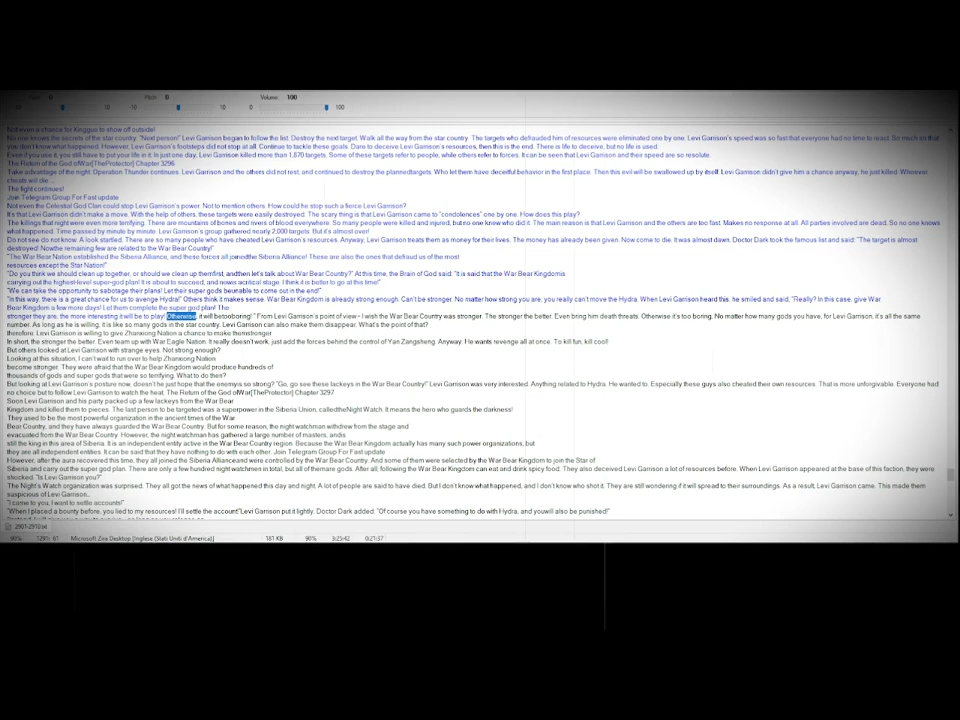 Pitch: 0 Volume: 100
10 -10 10 0 100
Not even a chance for Kingguo to show off outside!
No one knows the secrets of the star country. "Next person!" Levi Garrison began to follow the list. Destroy the next target. Walk all the way from the star country. The targets who defrauded him of resources were eliminated one by one. Levi Garrison's speed was so fast that everyone had no time to react. So much so that
you don't know what happened. However, Levi Garrison's footsteps did not stop at all. Continue to tackle these goals. Dare to deceive Levi Garrison's resources, then this is the end. There is life to deceive, but no life is used.
Even if you use it, you still have to put your life in it. In just one day, Levi Garrison killed more than 1,870 targets. Some of these targets refer to people, while others refer to forces. It can be seen that Levi Garrison and their speed are so resolute.
The Return of the God ofWar[TheProtector] Chapter 3296
Take advantage of the night. Operation Thunder continues. Levi Garrison and the others did not rest, and continued to destroy the plannedtargets. Who let them have deceitful behavior in the first place. Then this evil will be swallowed up by itself. Levi Garrison didn't give him a chance anyway, he just killed. Whoever
cheats will die...
The fight continues!
Join Telegram Group For Fast update
Not even the Celestial God Clan could stop Levi Garrison's power. Not to mention others. How could he stop such a fierce Levi Garrison?
It's that Levi Garrison didn't make a move. With the help of others, these targets were easily destroyed. The scary thing is that Levi Garrison came to "condolences" one by one. How does this play?
The killings that night were even more terrifying. There are mountains of bones and rivers of blood everywhere. So many people were killed and injured, but no one knew who did it. The main reason is that Levi Garrison and the others are too fast. Makes no response at all. All parties involved are dead. So no one knows
what happened. Time passed by minute by minute. Levi Garrison's group gathered nearly 2,000 targets. But it's almost over!
Do not see do not know. A look startled. There are so many people who have cheated Levi Garrison's resources. Anyway, Levi Garrison treats them as money for their lives. The money has already been given. Now come to die. It was almost dawn. Doctor Dark took the famous list and said: "The target is almost
destroyed! Nowthe remaining few are related to the War Bear Country!"
"The War Bear Nation established the Siberia Alliance, and these forces all joinedthe Siberia Alliance! These are also the ones that defraud us of the most
resources except the Star Nation!"
"Do you think we should clean up together, or should we clean up themfirst, andthen let's talk about War Bear Country?" At this time, the Brain of God said: "It is said that the War Bear Kingdomis
carrying out the highest-level super-god plan! It is about to succeed, and nowis acritical stage. I think it is better to go at this time!"
"We can take the opportunity to sabotage their plans! Let their super gods beunable to come out in the end!"
"In this way, there is a great chance for us to avenge Hydra!" Others think it makes sense. War Bear Kingdom is already strong enough. Can't be stronger. No matter how strong you are, you really can't move the Hydra. When Levi Garrison heard this, he smiled and said, "Really? In this case, give War
Bear Kingdom a few more days! Let them complete the super god plan! The
stronger they are, the more interesting it will be to play! Otherwise, it will betooboring! " From Levi Garrison's point of view~ I wish the War Bear Country was stronger. The stronger the better. Even bring him death threats. Otherwise it's too boring. No matter how many gods you have, for Levi Garrison, it's all the same
number. As long as he is willing, it is like so many gods in the star country. Levi Garrison can also make them disappear. What's the point of that?
therefore. Levi Garrison is willing to give Zhanxiong Nation a chance to make themstronger
In short, the stronger the better. Even team up with War Eagle Nation. It really doesn't work, just add the forces behind the control of Yan Zangsheng. Anyway. He wants revenge all at once. To kill fun, kill cool!
But others looked at Levi Garrison with strange eyes. Not strong enough?
Looking at this situation, I can't wait to run over to help Zhanxiong Nation
become stronger. They were afraid that the War Bear Kingdom would produce hundreds of
thousands of gods and super gods that were so terrifying. What to do then?
But looking at Levi Garrison's posture now, doesn't he just hope that the enemyis so strong? "Go, go see these lackeys in the War Bear Country!" Levi Garrison was very interested. Anything related to Hydra. He wanted to. Especially these guys also cheated their own resources. That is more unforgivable. Everyone had
no choice but to follow Levi Garrison to watch the heat. The Return of the God ofWar[TheProtector] Chapter 3297
Soon Levi Garrison and his party packed up a few lackeys from the War Bear
Kingdom and killed them to pieces. The last person to be targeted was a superpower in the Siberia Union, calledtheNight Watch. It means the hero who guards the darkness!
They used to be the most powerful organization in the ancient times of the War
Bear Country, and they have always guarded the War Bear Country. But for some reason, the night watchman withdrew from the stage and
evacuated from the War Bear Country. However, the night watchman has gathered a large number of masters, andis
still the king in this area of Siberia. It is an independent entity active in the War Bear Country region. Because the War Bear Kingdom actually has many such power organizations, but
they are all independent entities. It can be said that they have nothing to do with each other. Join Telegram Group For Fast update
However, after the aura recovered this time, they all joined the Siberia Allianceand were controlled by the War Bear Kingdom. And some of them were selected by the War Bear Kingdom to join the Star of
Siberia and carry out the super god plan. There are only a few hundred night watchmen in total, but all of themare gods. After all, following the War Bear Kingdom can eat and drink spicy food. They also deceived Levi Garrison a lot of resources before. When Levi Garrison appeared at the base of this faction, they were
shocked. "Is Levi Garrison you?"
The Night's Watch organization was surprised. They all got the news of what happened this day and night. A lot of people are said to have died. But I don't know what happened, and I don't know who shot it. They are still wondering if it will spread to their surroundings. As a result, Levi Garrison came. This made them
suspicious of Levi Garrison..
"I came to you, I want to settle accounts!"
"When I placed a bounty before, you lied to my resources! I'll settle the account"Levi Garrison put it lightly. Doctor Dark added: "Of course you have something to do with Hydra, and youwill also be punished!"
2901-2910.txt
90% 1291: 61 Microsoft Zira Desktop [Inglese (Stati Uniti d'America)] 181 KB 90% 3:25:42 0:21:37